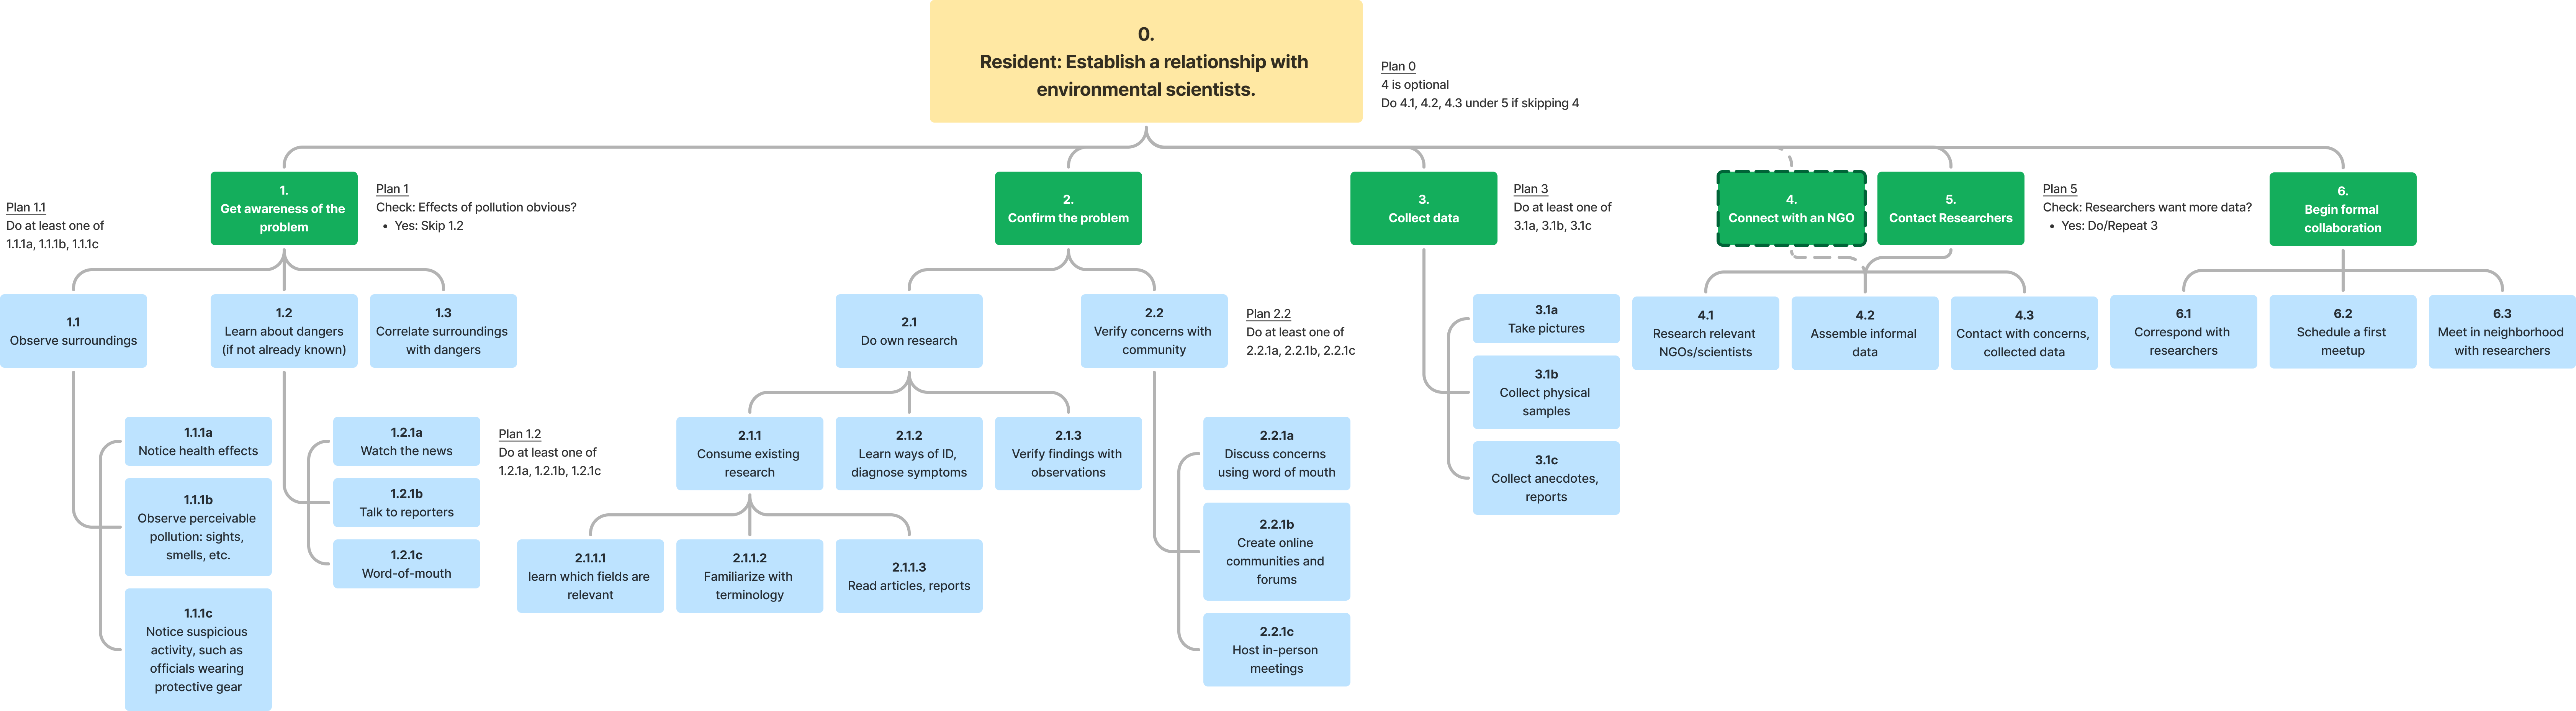 0.
Resident: Establish a relationship with
environmental scientists.
Plan 0
4 is optional
Do 4.1, 4.2, 4.3 under 5 if skipping 4
Plan 1.1
Do at least one of
1.1.1a, 1.1.1b, 1.1.1c
1.
Get awareness of the
problem
Plan 1
Check: Effects of pollution obvious?
• Yes: Skip 1.2
2.
Confirm the problem
3.
Collect data
Plan 3
Do at least one of
3.1a, 3.1b, 3.1c
4.
Connect with an NGO
5.
Contact Researchers
Plan 5
Check: Researchers want more data?
• Yes: Do/Repeat 3
6.
Begin formal
collaboration
1.1
Observe surroundings
1.2
Learn about dangers
(if not already known)
1.3
Correlate surroundings
with dangers
2.1
Do own research
2.2
Verify concerns with
community
Plan 2.2
Do at least one of
2.2.1a, 2.2.1b, 2.2.1c
3.1a
Take pictures
3.1b
Collect physical
samples
3.1c
Collect anecdotes,
reports
4.1
Research relevant
NGOs/scientists
4.2
Assemble informal
data
4.3
Contact with concerns,
collected data
6.1
Correspond with
researchers
6.2
Schedule a first
meetup
6.3
Meet in neighborhood
with researchers
1.1.1a
Notice health effects
1.1.1b
Observe perceivable
pollution: sights,
smells, etc.
1.1.1c
Notice suspicious
activity, such as
officials wearing
protective gear
1.2.1a
Watch the news
1.2.1b
Talk to reporters
1.2.1c
Word-of-mouth
Plan 1.2
Do at least one of
1.2.1a, 1.2.1b, 1.2.1c
2.1.1
Consume existing
research
2.1.2
Learn ways of ID,
diagnose symptoms
2.1.3
Verify findings with
observations
2.1.1.1
learn which fields are
relevant
2.1.1.2
Familiarize with
terminology
2.1.1.3
Read articles, reports
2.2.1a
Discuss concerns
using word of mouth
2.2.1b
Create online
communities and
forums
2.2.1c
Host in-person
meetings